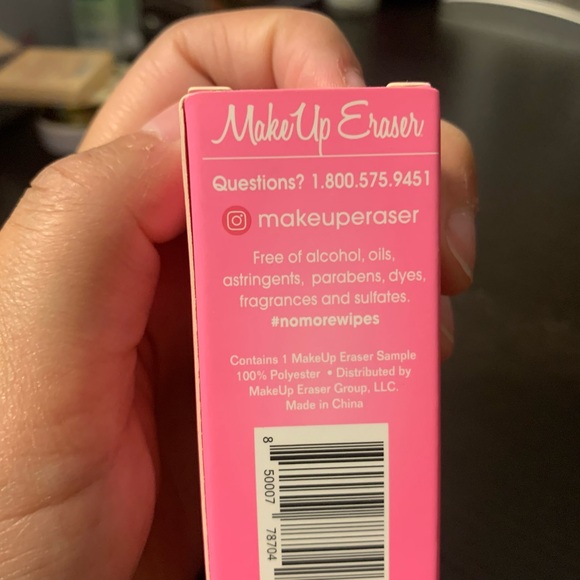 MakeUp Eraser
Questions? 1.800.575.9451
makeuperaser
Free of alcohol, oils,
astringents, parabens, dyes,
fragrances and sulfates.
#nomorewipes
Contains 1 MakeUp Eraser Sample
100% Polyester • Distributed by
MakeUp Eraser Group, LLC.
Made in China
8 50007 78704